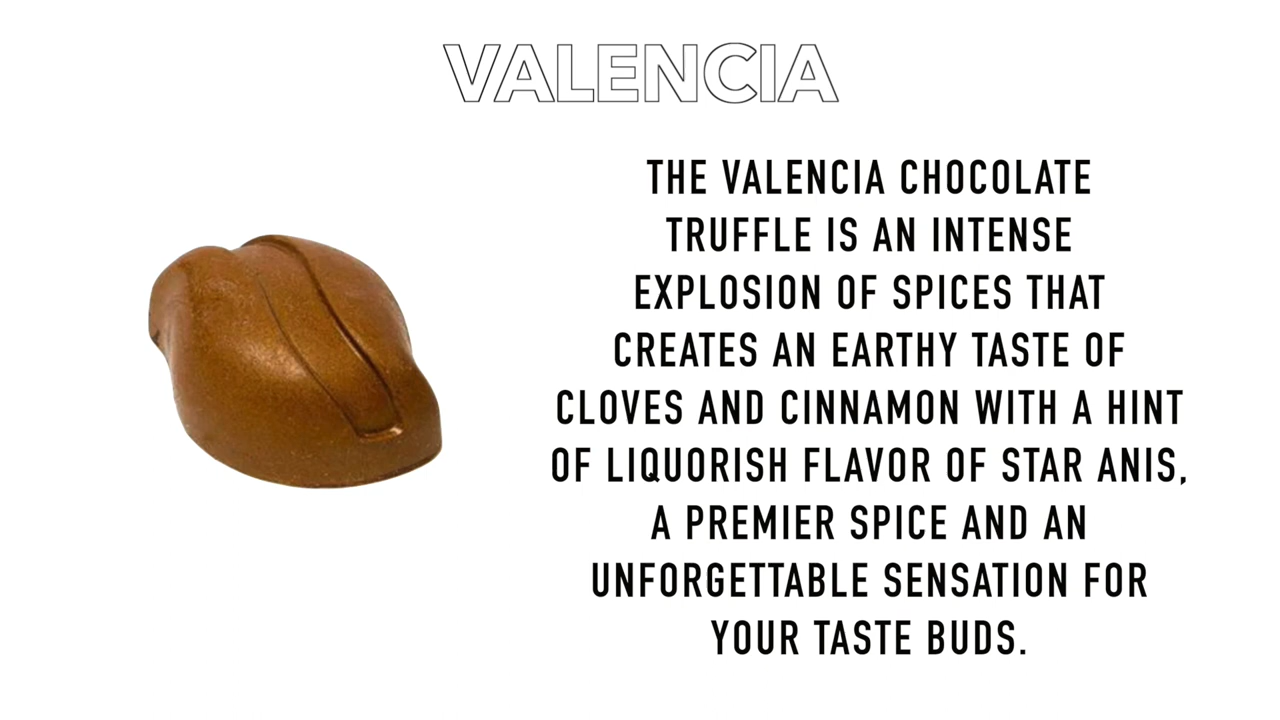 VALENCIA
THE VALENCIA CHOCOLATE
TRUFFLE IS AN INTENSE
EXPLOSION OF SPICES THAT
CREATES AN EARTHY TASTE OF
CLOVES AND CINNAMON WITH A HINT
OF LIQUORISH FLAVOR OF STAR ANIS,
A PREMIER SPICE AND AN
UNFORGETTABLE SENSATION FOR
YOUR TASTE BUDS.